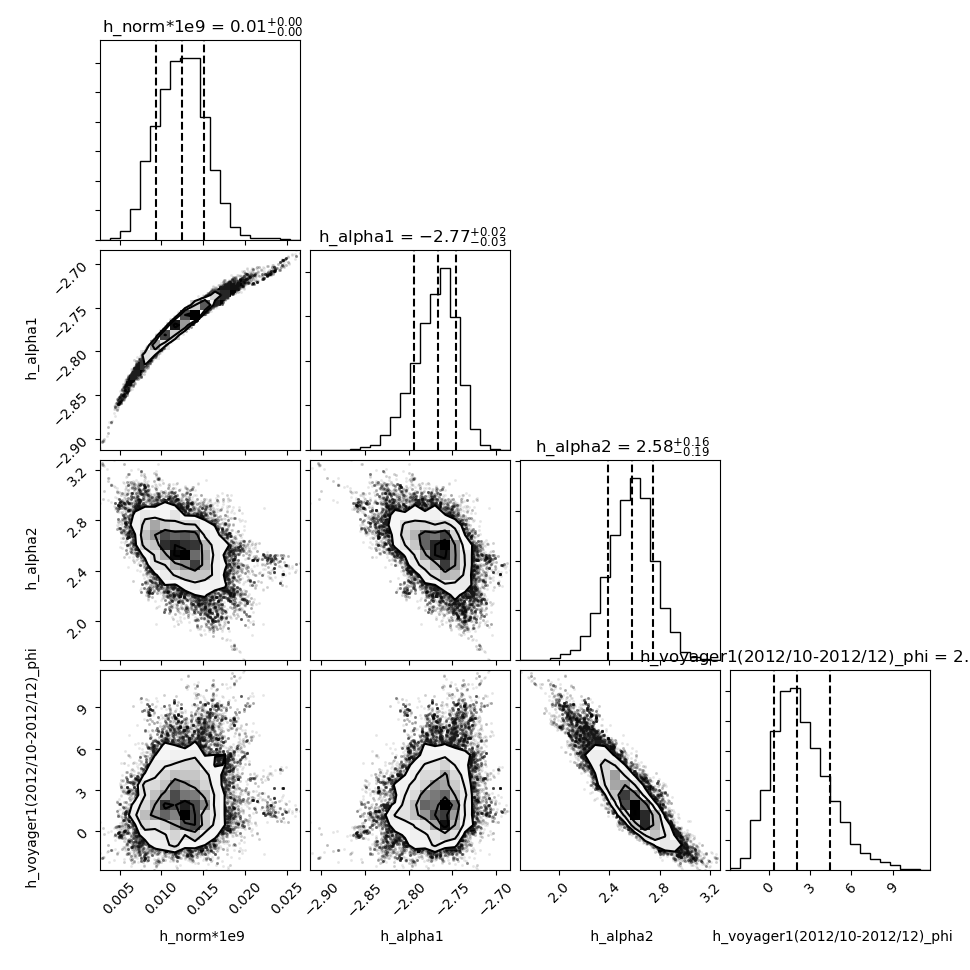 h_norm*1e9 = 0.01+0.00−0.00
h_alpha1 = −2.77+0.02−0.03
h_alpha1
−2.70
−2.75
−2.80
−2.85
−2.90
h_alpha2 = 2.58+0.16−0.19
h_alpha2
3.2
2.8
2.4
2.0
h_voyager1(2012/10-2012/12)_phi = 2.
h_voyager1(2012/10-2012/12)_phi
9
6
3
0
0.005 0.010 0.015 0.020 0.025 −2.90 −2.85 −2.80 −2.75 −2.70 2.0 2.4 2.8 3.2 0 3 6 9
h_norm*1e9 h_alpha1 h_alpha2 h_voyager1(2012/10-2012/12)_phi